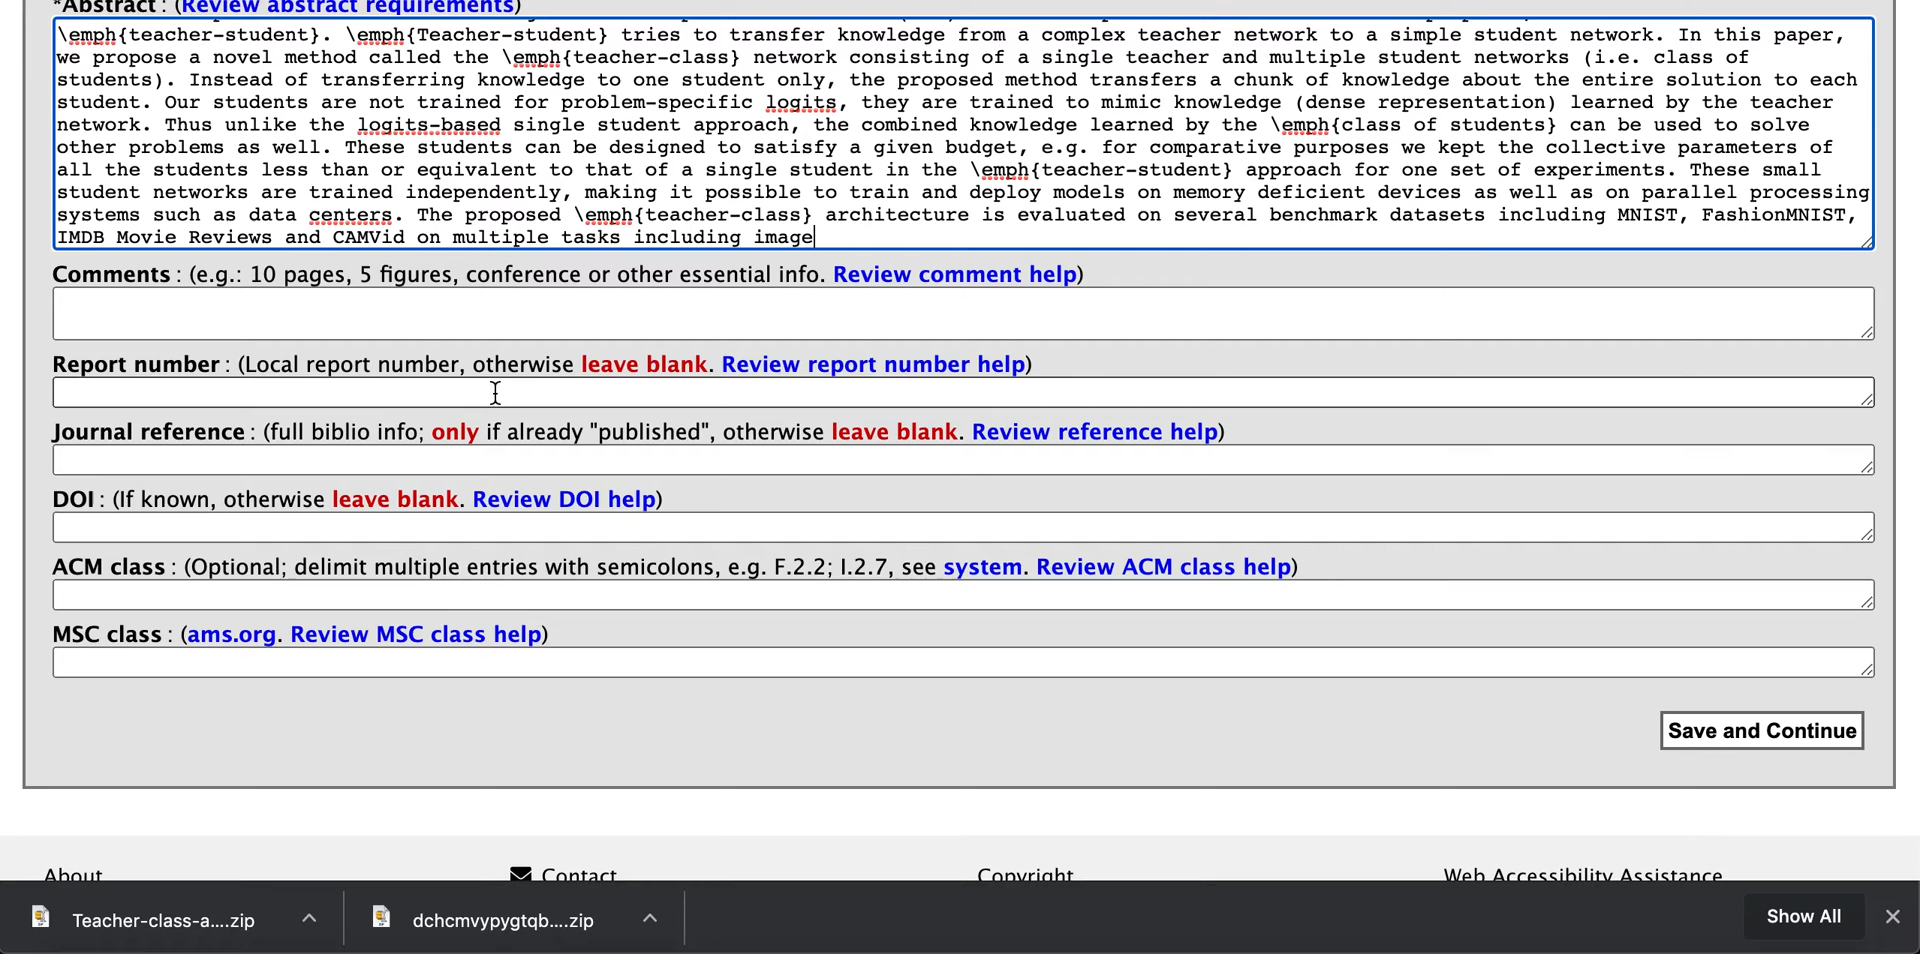 *Abstract : (Review abstract requirements)
\emph{teacher-student}. \emph{Teacher-student} tries to transfer knowledge from a complex teacher network to a simple student network. In this paper,
we propose a novel method called the \emph{teacher-class} network consisting of a single teacher and multiple student networks (i.e. class of
students). Instead of transferring knowledge to one student only, the proposed method transfers a chunk of knowledge about the entire solution to each
student. Our students are not trained for problem-specific logits, they are trained to mimic knowledge (dense representation) learned by the teacher
network. Thus unlike the logits-based single student approach, the combined knowledge learned by the \emph{class of students} can be used to solve
other problems as well. These students can be designed to satisfy a given budget, e.g. for comparative purposes we kept the collective parameters of
all the students less than or equivalent to that of a single student in the \emph{teacher-student} approach for one set of experiments. These small
student networks are trained independently, making it possible to train and deploy models on memory deficient devices as well as on parallel processing
systems such as data centers. The proposed \emph{teacher-class} architecture is evaluated on several benchmark datasets including MNIST, FashionMNIST,
IMDB Movie Reviews and CAMVid on multiple tasks including image
Comments : (e.g.: 10 pages, 5 figures, conference or other essential info. Review comment help)
Report number : (Local report number, otherwise leave blank. Review report number help)
Journal reference : (full biblio info; only if already "published", otherwise leave blank. Review reference help)
DOI : (If known, otherwise leave blank. Review DOI help)
ACM class : (Optional; delimit multiple entries with semicolons, e.g. F.2.2; I.2.7, see system. Review ACM class help)
MSC class : (ams.org. Review MSC class help)
Save and Continue
About Contact Copyright Web Accessibility Assistance
Teacher-class-a....zip dchcmvypygtqb....zip Show All